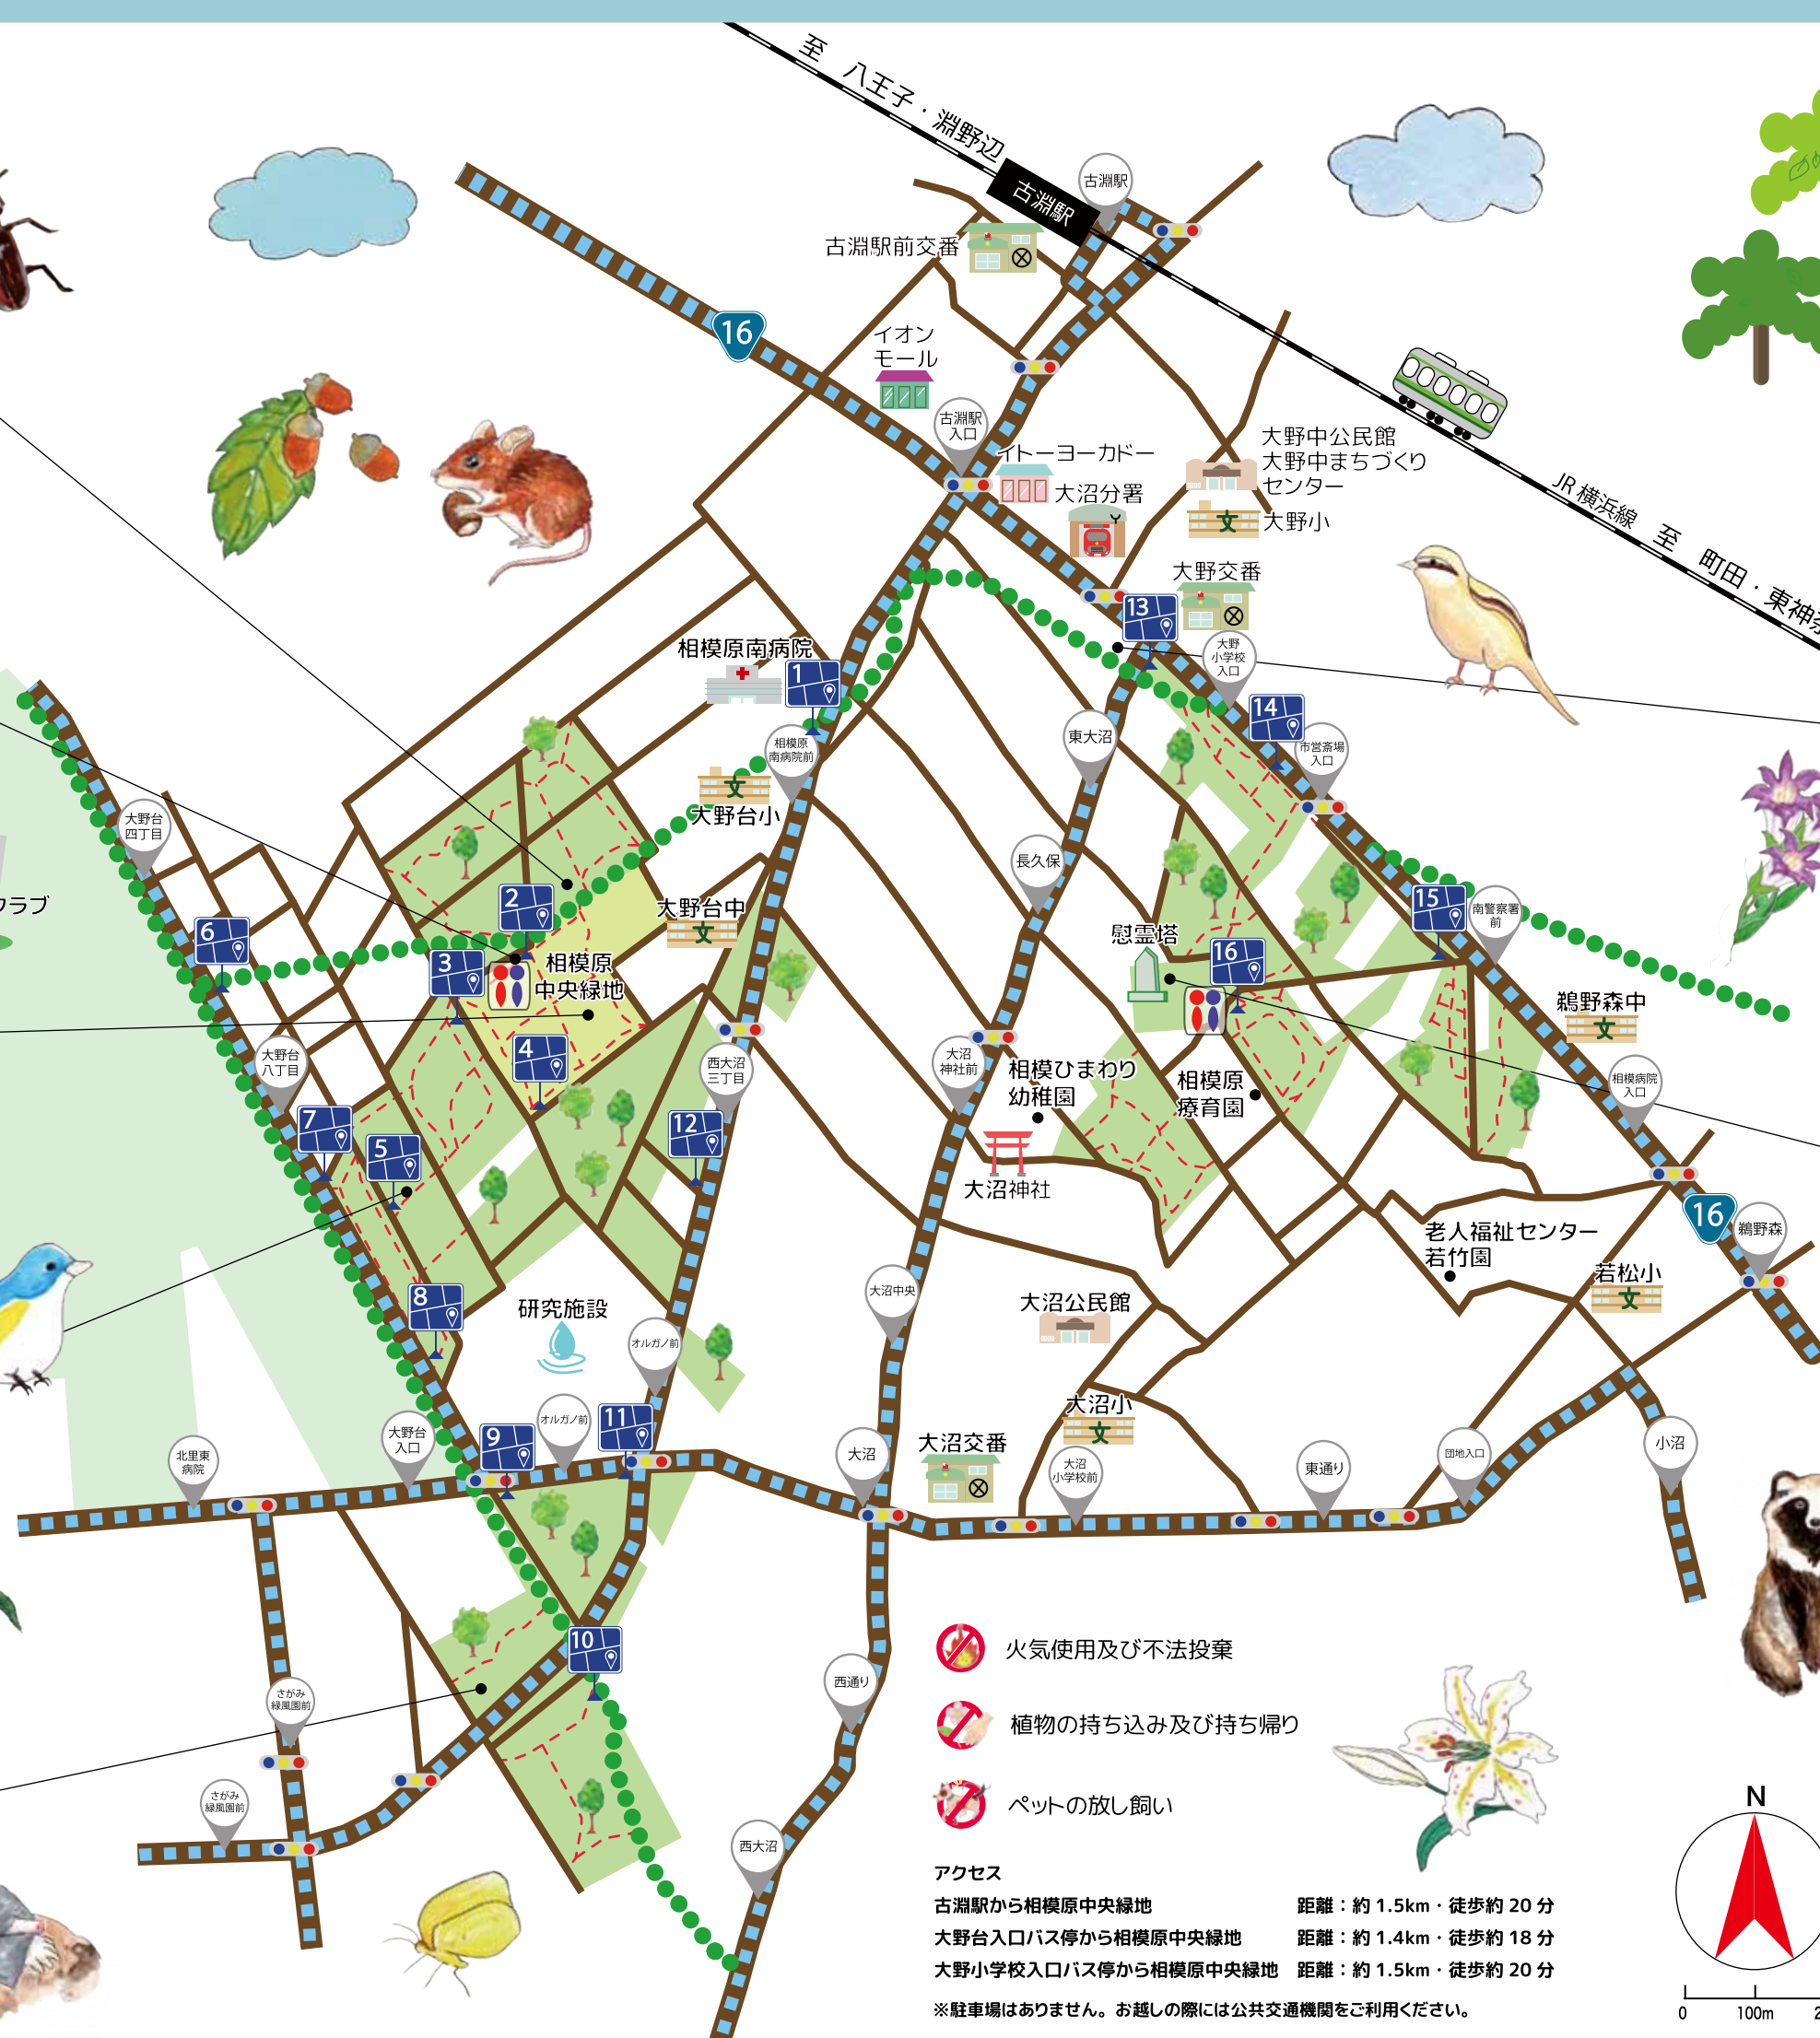 至 八王子・淵野辺
古淵駅
古淵駅
古淵駅前交番
16
イオン
モール
古淵駅
入口
イトーヨーカドー
大沼分署
大野中公民館
大野中まちづくり
センター
大野小
JR横浜線 至 町田・東神奈
大野交番
13
大野
小学校
入口
相模原南病院
1
14
相模原
南病院前
東大沼
市営斎場
入口
大野台小
大野台
四丁目
長久保
クラブ
2
大野台中
15
南警察署
前
6
慰霊塔
16
3
相模原
中央緑地
鵜野森中
4
大野台
八丁目
西大沼
三丁目
大沼
神社前
相模ひまわり
幼稚園
相模原
療育園
相模病院
入口
7
5
12
大沼神社
16
鵜野森
老人福祉センター
若竹園
若松小
8
研究施設
大沼中央
大沼公民館
オルガノ前
大沼小
大野台
入口
9
オルガノ前
11
北里東
病院
大沼
大沼交番
大沼
小学校前
東通り
団地入口
小沼
10
火気使用及び不法投棄
さがみ
緑風園前
西通り
植物の持ち込み及び持ち帰り
さがみ
緑風園前
ペットの放し飼い
N
西大沼
アクセス
古淵駅から相模原中央緑地 距離：約1.5km・徒歩約20分
大野台入口バス停から相模原中央緑地 距離：約1.4km・徒歩約18分
大野小学校入口バス停から相模原中央緑地 距離：約1.5km・徒歩約20分
※駐車場はありません。お越しの際には公共交通機関をご利用ください。
0 100m